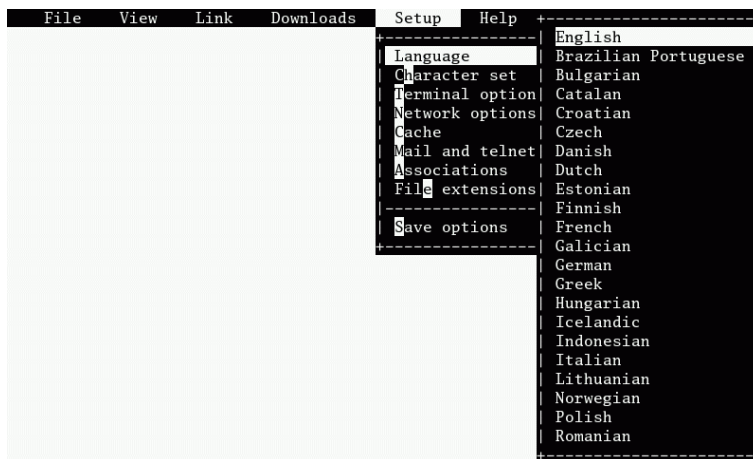 File View Link Downloads Setup Help
Language
Character set
Terminal option
Network options
Cache
Mail and telnet
Associations
File extensions
Save options
English
Brazilian Portuguese
Bulgarian
Catalan
Croatian
Czech
Danish
Dutch
Estonian
Finnish
French
Galician
German
Greek
Hungarian
Icelandic
Indonesian
Italian
Lithuanian
Norwegian
Polish
Romanian